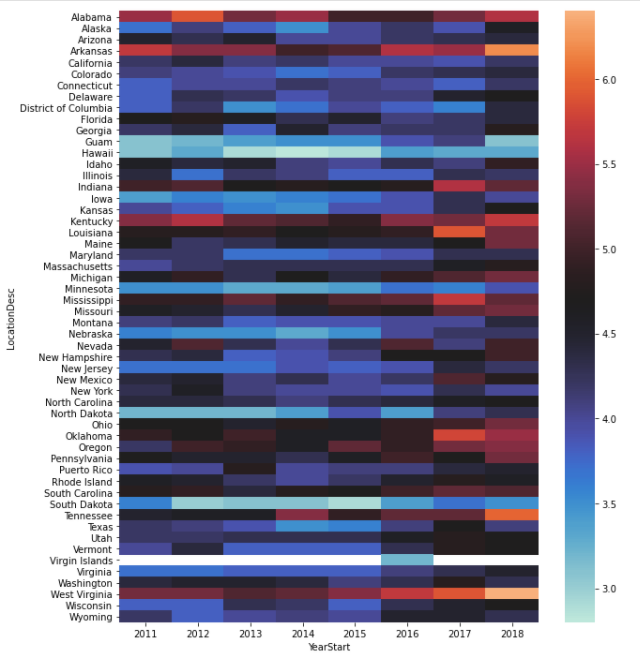 Alabama
Alaska
Arizona
Arkansas
California
Colorado
Connecticut
Delaware
District of Columbia
Florida
Georgia
Guam
Hawaii
Idaho
Illinois
Indiana
Iowa
Kansas
Kentucky
Louisiana
Maine
Maryland
Massachusetts
Michigan
Minnesota
Mississippi
Missouri
Montana
Nebraska
Nevada
New Hampshire
New Jersey
New Mexico
New York
North Carolina
North Dakota
Ohio
Oklahoma
Oregon
Pennsylvania
Puerto Rico
Rhode Island
South Carolina
South Dakota
Tennessee
Texas
Utah
Vermont
Virgin Islands
Virginia
Washington
West Virginia
Wisconsin
Wyoming
LocationDesc
2011 2012 2013 2014 2015 2016 2017 2018
YearStart
6.0
5.5
5.0
4.5
4.0
3.5
3.0